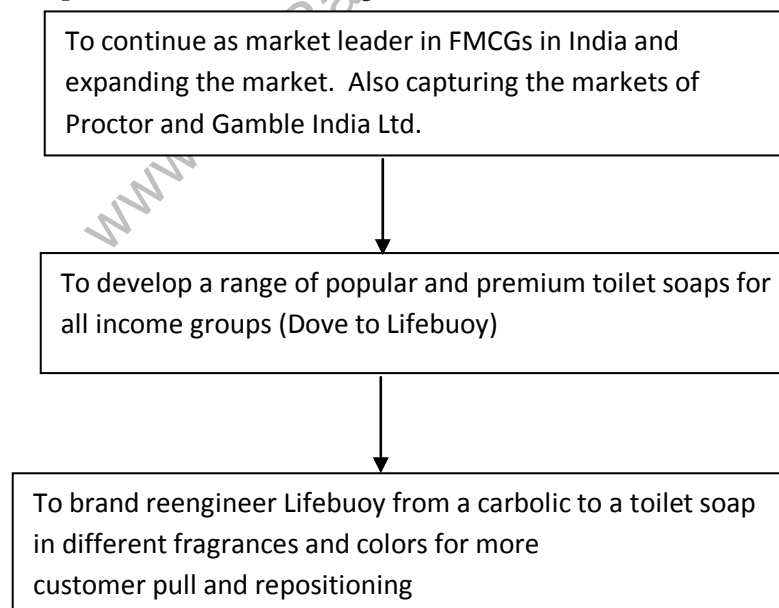 To continue as market leader in FMCGs in India and
expanding the market. Also capturing the markets of
Proctor and Gamble India Ltd.
To develop a range of popular and premium toilet soaps for
all income groups (Dove to Lifebuoy)
To brand reengineer Lifebuoy from a carbolic to a toilet soap
in different fragrances and colors for more
customer pull and repositioning